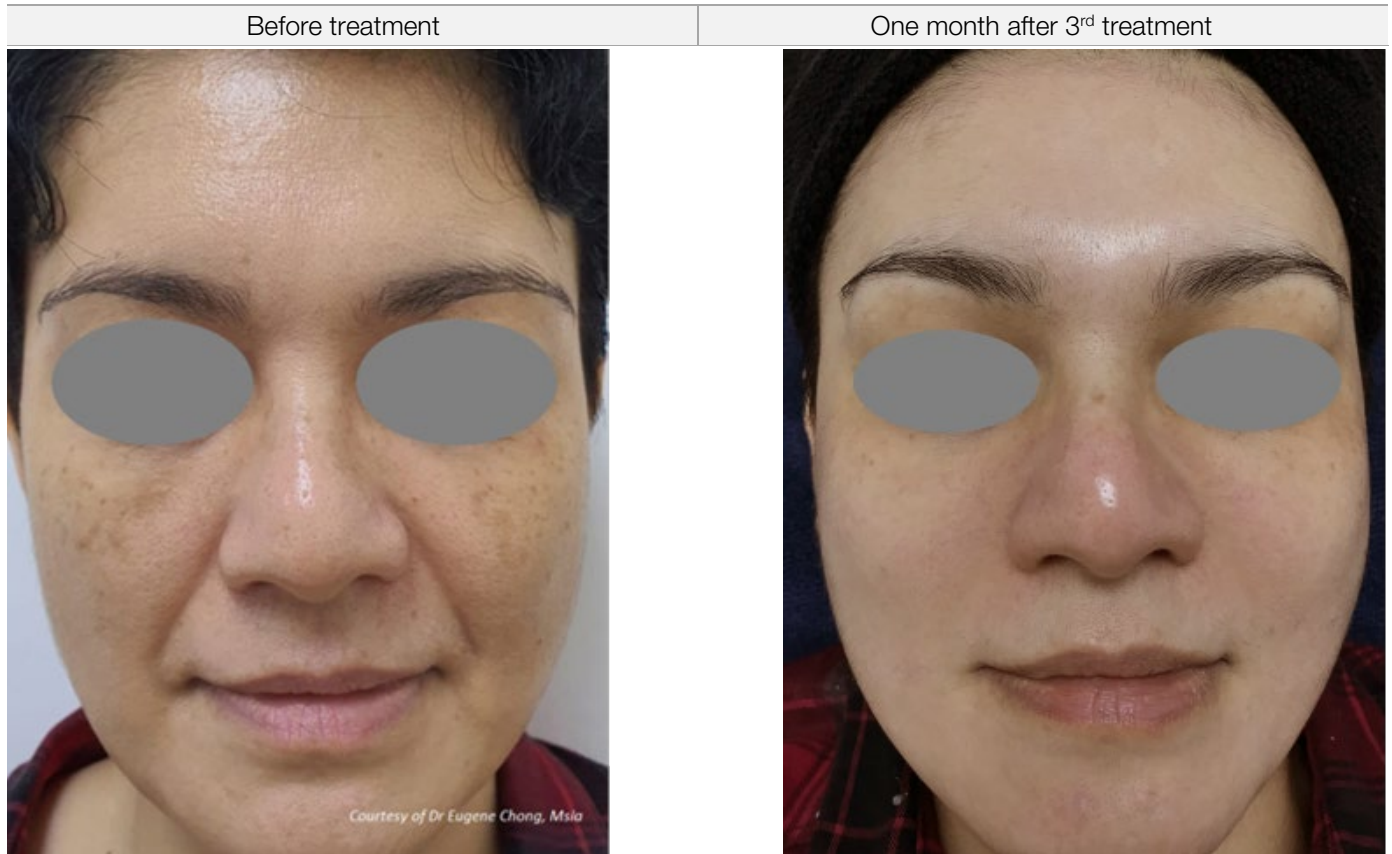 Before treatment
One month after 3rd treatment
Courtesy of Dr Eugene Chong, Msia